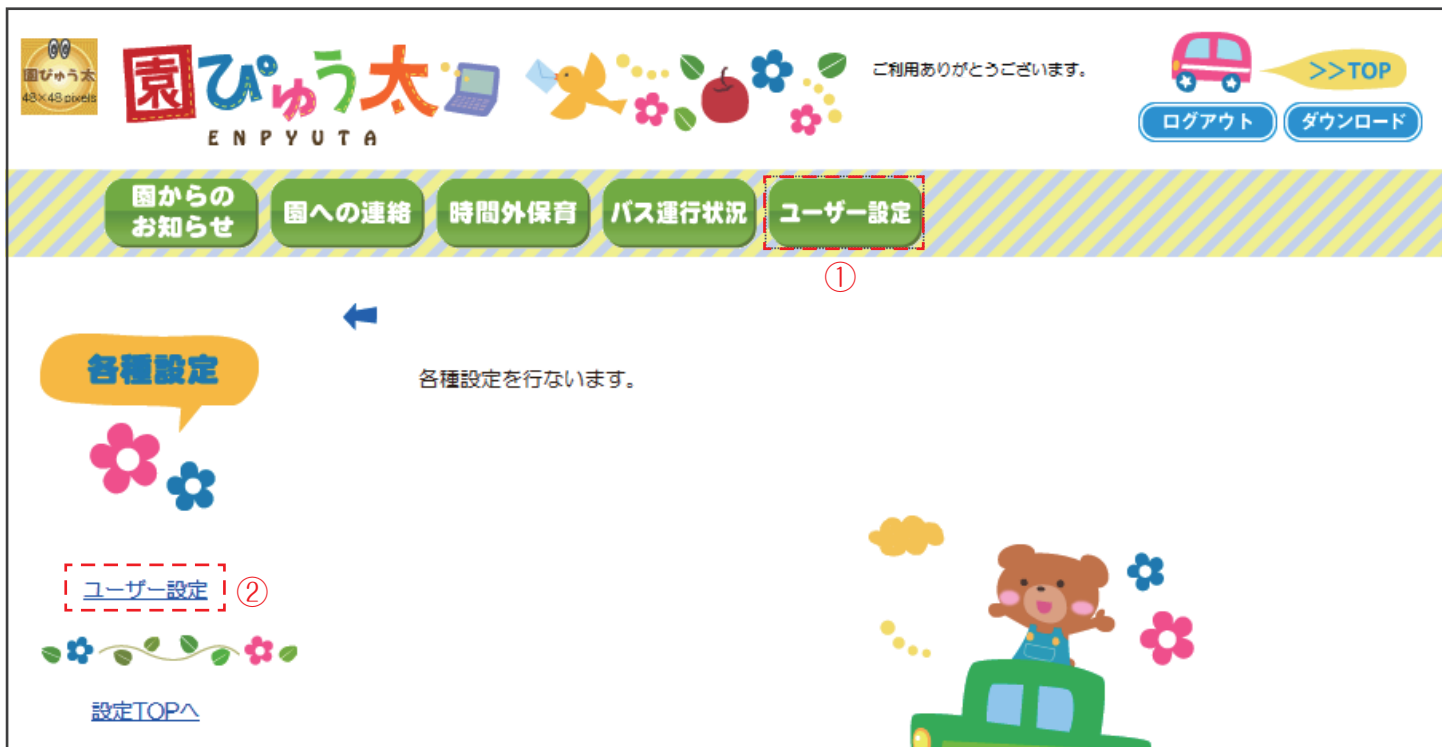 園ぴゅう太
48×48 pixels
園ぴゅう太
ENPYUTA
ご利用ありがとうございます。
>>TOP
ログアウト
ダウンロード
園からの
お知らせ
園への連絡
時間外保育
バス運行状況
ユーザー設定
①
各種設定
各種設定を行ないます。
ユーザー設定
②
設定TOPへ